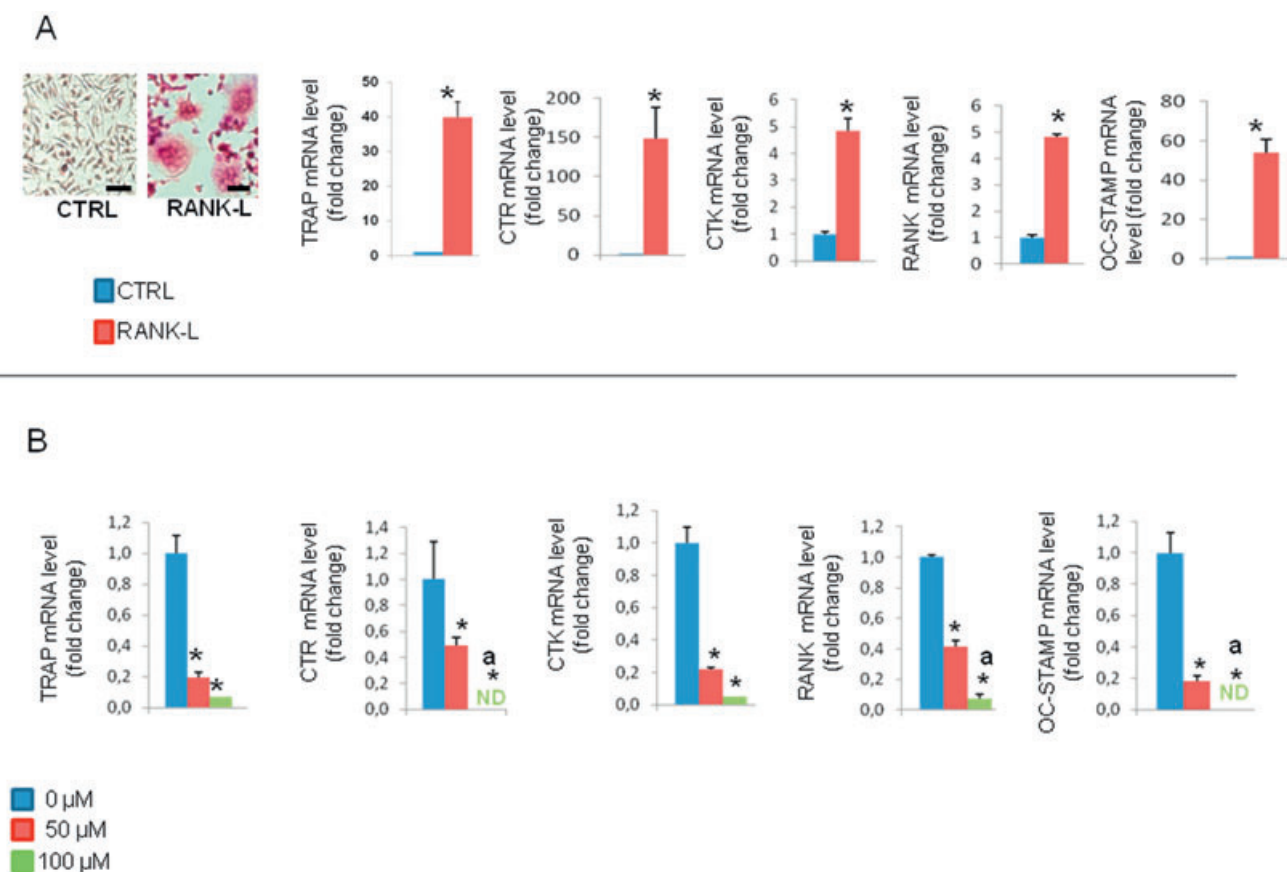 A
CTRL
RANK-L
CTRL
RANK-L
TRAP mRNA level
(fold change)
50
40
30
20
10
0
*
CTR mRNA level
(fold change)
200
150
100
50
0
*
CTK mRNA level
(fold change)
6
5
4
3
2
1
0
*
RANK mRNA level
(fold change)
6
5
4
3
2
1
0
*
OC-STAMP mRNA
level (fold change)
80
60
40
20
0
*
B
TRAP mRNA level
(fold change)
1,2
1,0
0,8
0,6
0,4
0,2
0,0
*
*
CTR mRNA level
(fold change)
1,4
1,2
1,0
0,8
0,6
0,4
0,2
0,0
*
a
*
ND
CTK mRNA level
(fold change)
1,2
1,0
0,8
0,6
0,4
0,2
0,0
*
*
RANK mRNA level
(fold change)
1,2
1,0
0,8
0,6
0,4
0,2
0,0
*
a
*
OC-STAMP mRNA level
(fold change)
1,2
1,0
0,8
0,6
0,4
0,2
0,0
*
a
*
ND
0 µM
50 µM
100 µM